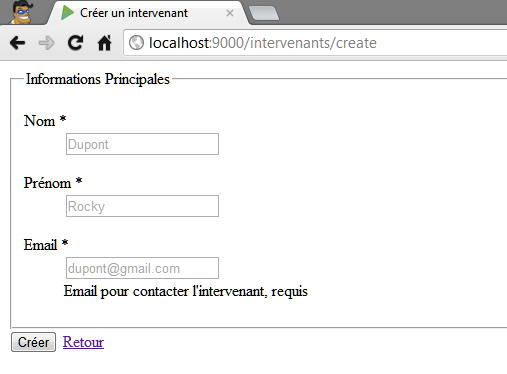 Créer un intervenant
localhost:9000/intervenants/create
Informations Principales
Nom *
Dupont
Prénom *
Rocky
Email *
dupont@gmail.com
Email pour contacter l'intervenant, requis
Créer Retour